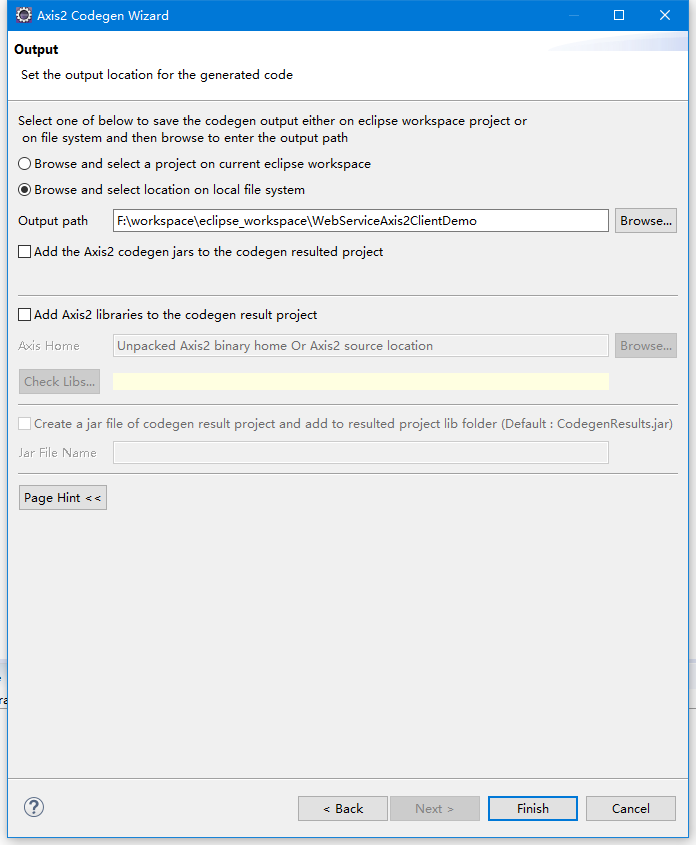 Axis2 Codegen Wizard
Output
Set the output location for the generated code
Select one of below to save the codegen output either on eclipse workspace project or
on file system and then browse to enter the output path
Browse and select a project on current eclipse workspace
Browse and select location on local file system
Output path F:\workspace\eclipse_workspace\WebServiceAxis2ClientDemo Browse...
Add the Axis2 codegen jars to the codegen resulted project
Add Axis2 libraries to the codegen result project
Axis Home Unpacked Axis2 binary home Or Axis2 source location Browse...
Check Libs...
Create a jar file of codegen result project and add to resulted project lib folder (Default : CodegenResults.jar)
Jar File Name
Page Hint <<
? < Back Next > Finish Cancel